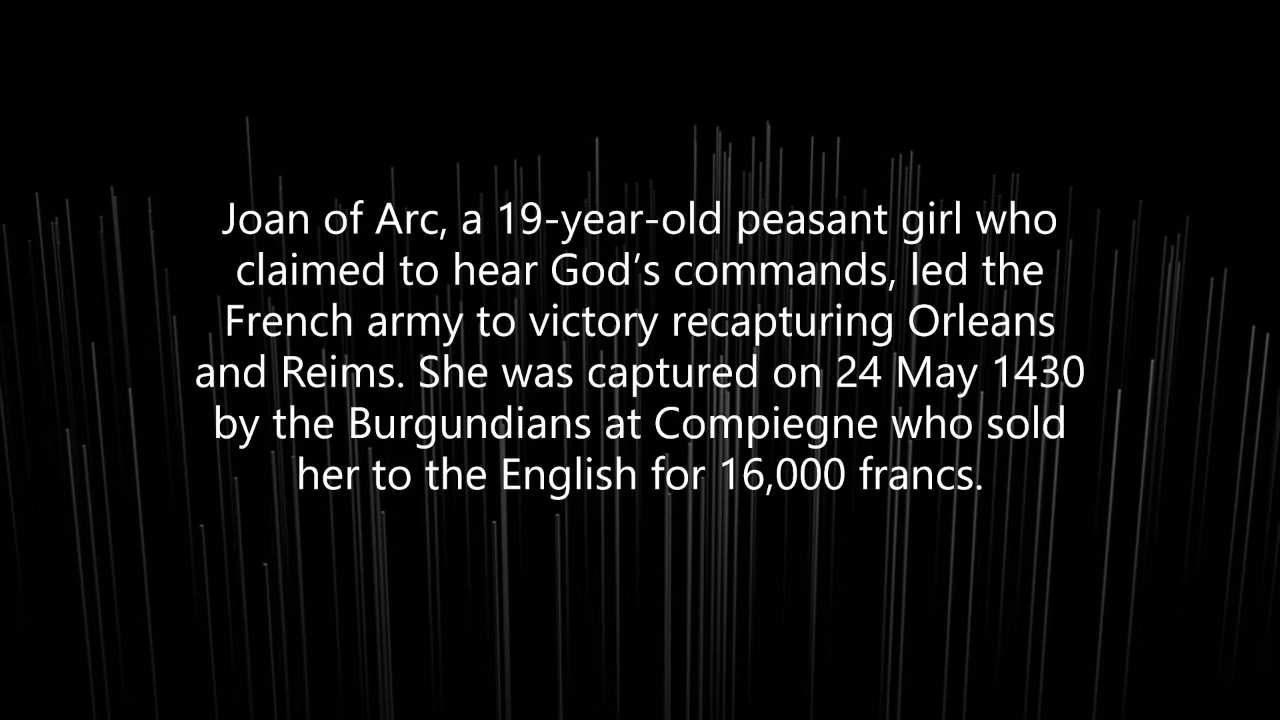 Joan of Arc, a 19-year-old peasant girl who
claimed to hear God's commands, led the
French army to victory recapturing Orleans
and Reims. She was captured on 24 May 1430
by the Burgundians at Compiegne who sold
her to the English for 16,000 francs.